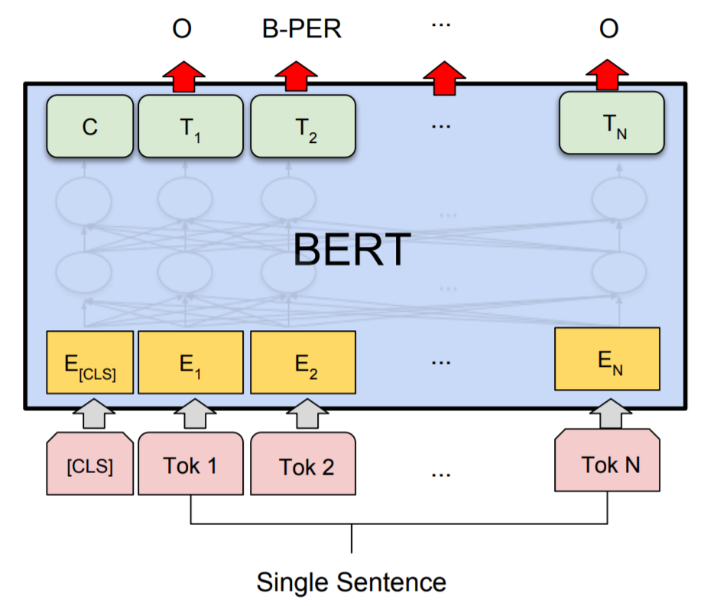 O B-PER ... O
C T1 T2 ... TN
...
BERT
...
E[CLS] E1 E2 ... EN
[CLS] Tok 1 Tok 2 ... Tok N
Single Sentence